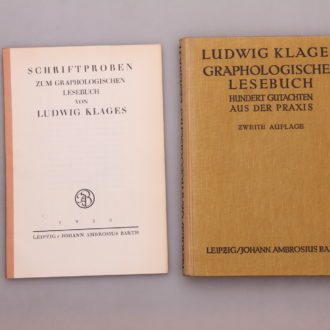 SCHRIFTPROBEN
ZUM GRAPHOLOGISCHEN
LESEBUCH
VON
LUDWIG KLAGES
LEIPZIG / JOHANN AMBROSIUS BARTH
LUDWIG KLAGE
GRAPHOLOGISCHE
LESEBUCH
HUNDERT GUTACHTEN
AUS DER PRAXIS
ZWEITE AUFLAGE
LEIPZIG/JOHANN AMBROSIUS BAR